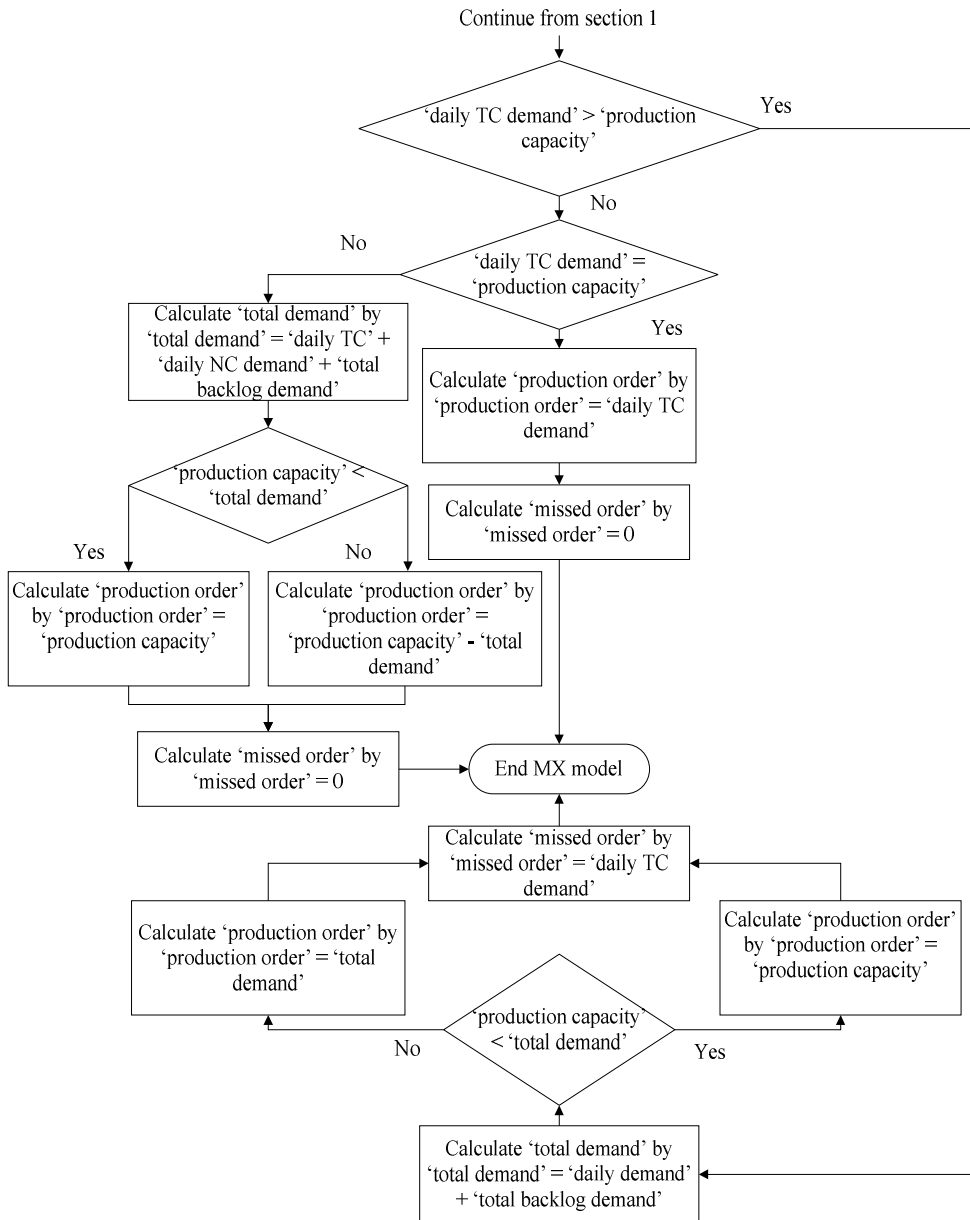 Continue from section 1
‘daily TC demand’ > ‘production
capacity’
Yes
No
‘daily TC demand’ =
‘production capacity’
No
Yes
Calculate ‘total demand’ by
‘total demand’ = ‘daily TC’ +
‘daily NC demand’ + ‘total
backlog demand’
Calculate ‘production order’ by
‘production order’ = ‘daily TC
demand’
‘production capacity’ <
‘total demand’
Calculate ‘missed order’ by
‘missed order’ = 0
Yes
No
Calculate ‘production order’
by ‘production order’ =
‘production capacity’
Calculate ‘production order’ by
‘production order’ =
‘production capacity’ - ‘total
demand’
Calculate ‘missed order’ by
‘missed order’ = 0
End MX model
Calculate ‘missed order’ by
‘missed order’ = ‘daily TC
demand’
Calculate ‘production order’ by
‘production order’ = ‘total
demand’
Calculate ‘production order’
by ‘production order’ =
‘production capacity’
‘production capacity’
< ‘total demand’
No
Yes
Calculate ‘total demand’ by
‘total demand’ = ‘daily demand’
+ ‘total backlog demand’